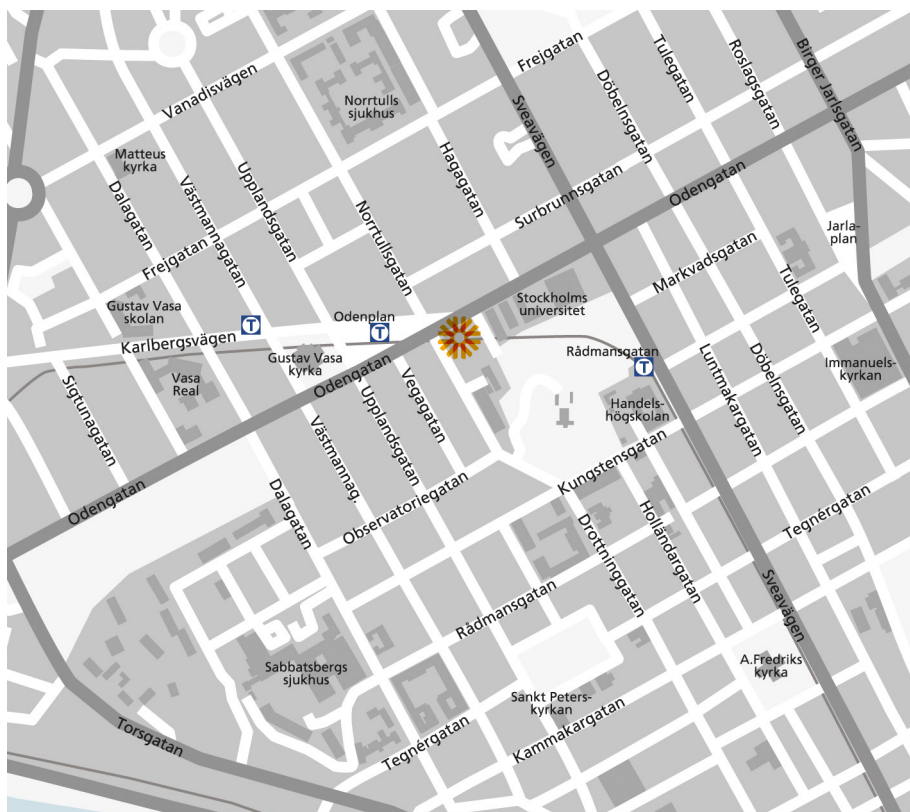 Vanadisvägen
Norrtulls
sjukhus
Frejgatan
Sveavägen
Döbelnsgatan
Tulegatan
Roslagsgatan
Birger Jarlsgatan
Matteus
kyrka
Dalagatan
Västmannagatan
Upplandsgatan
Norrtullsgatan
Hagagatan
Surbrunnsgatan
Odengatan
Frejgatan
Markvadsgatan
Jarla-
plan
Tulegatan
Gustav Vasa
skolan
Karlbergsvägen
T
Odenplan
T
Stockholms
universitet
Rådmansgatan
T
Gustav Vasa
kyrka
Odengatan
Vasa
Real
Sigtunagatan
Västmannag.
Upplandsgatan
Vegagatan
Handels-
högskolan
Luntmakargatan
Döbelnsgatan
Immanuels-
kyrkan
Kungstensgatan
Odengatan
Dalagatan
Observatoriegatan
Drottninggatan
Holländargatan
Tegnérgatan
Sveavägen
Rådmansgatan
Sabbatsbergs
sjukhus
A.Fredriks
kyrka
Sankt Peters-
kyrkan
Kammakargatan
Tegnérgatan
Torsgatan